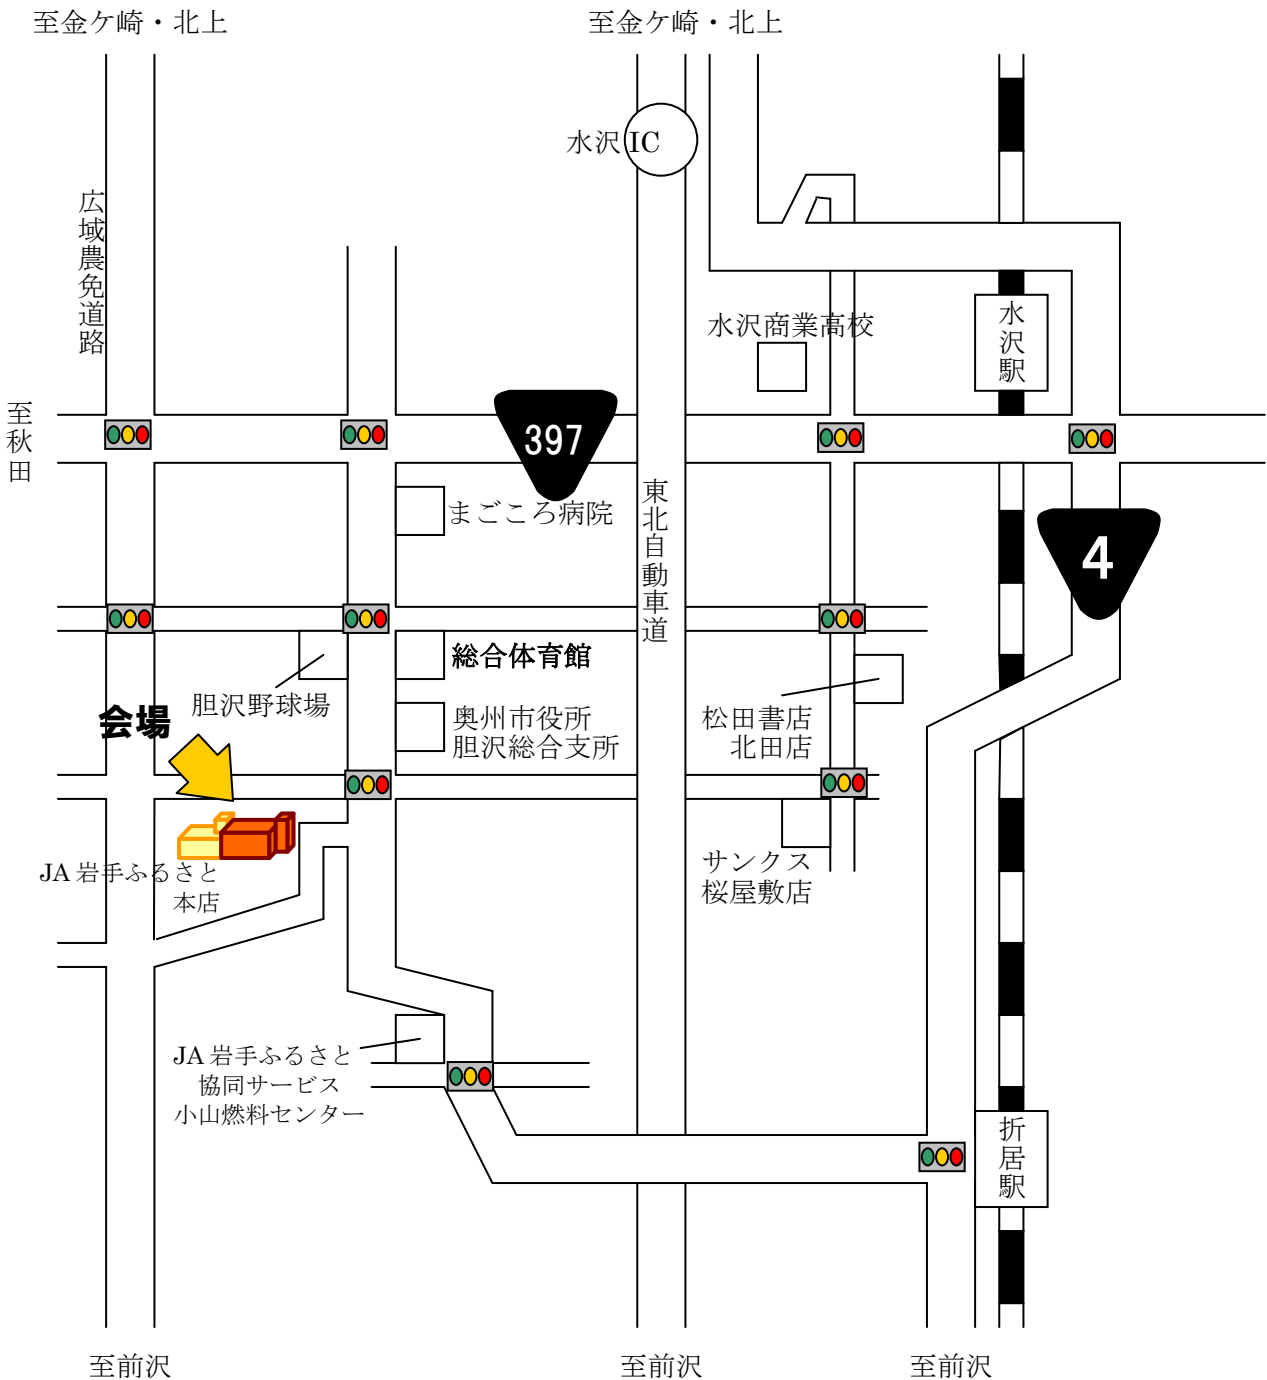 至金ケ崎・北上
至金ケ崎・北上
水沢 IC
広域農免道路
水沢駅
水沢商業高校
至秋田
397
東北自動車道
まごころ病院
4
総合体育館
胆沢野球場
会場
奥州市役所
胆沢総合支所
松田書店
北田店
サンクス
桜屋敷店
JA 岩手ふるさと
本店
JA 岩手ふるさと
協同サービス
小山燃料センター
折居駅
至前沢
至前沢
至前沢